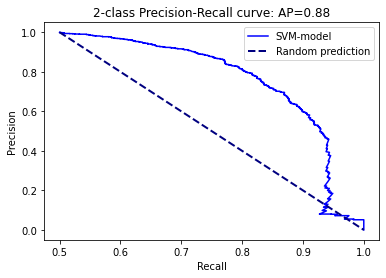 2-class Precision-Recall curve: AP=0.88
SVM-model
Random prediction
Precision
1.0
0.8
0.6
0.4
0.2
0.0
0.5 0.6 0.7 0.8 0.9 1.0
Recall